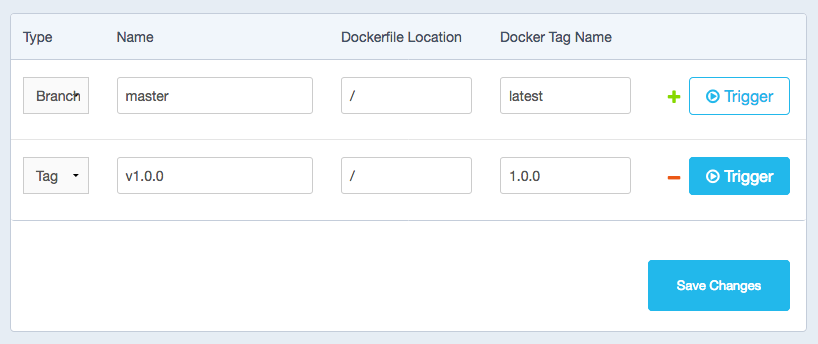 Type Name Dockerfile Location Docker Tag Name
Branch master / latest + Trigger
Tag v1.0.0 / 1.0.0 − Trigger
Save Changes